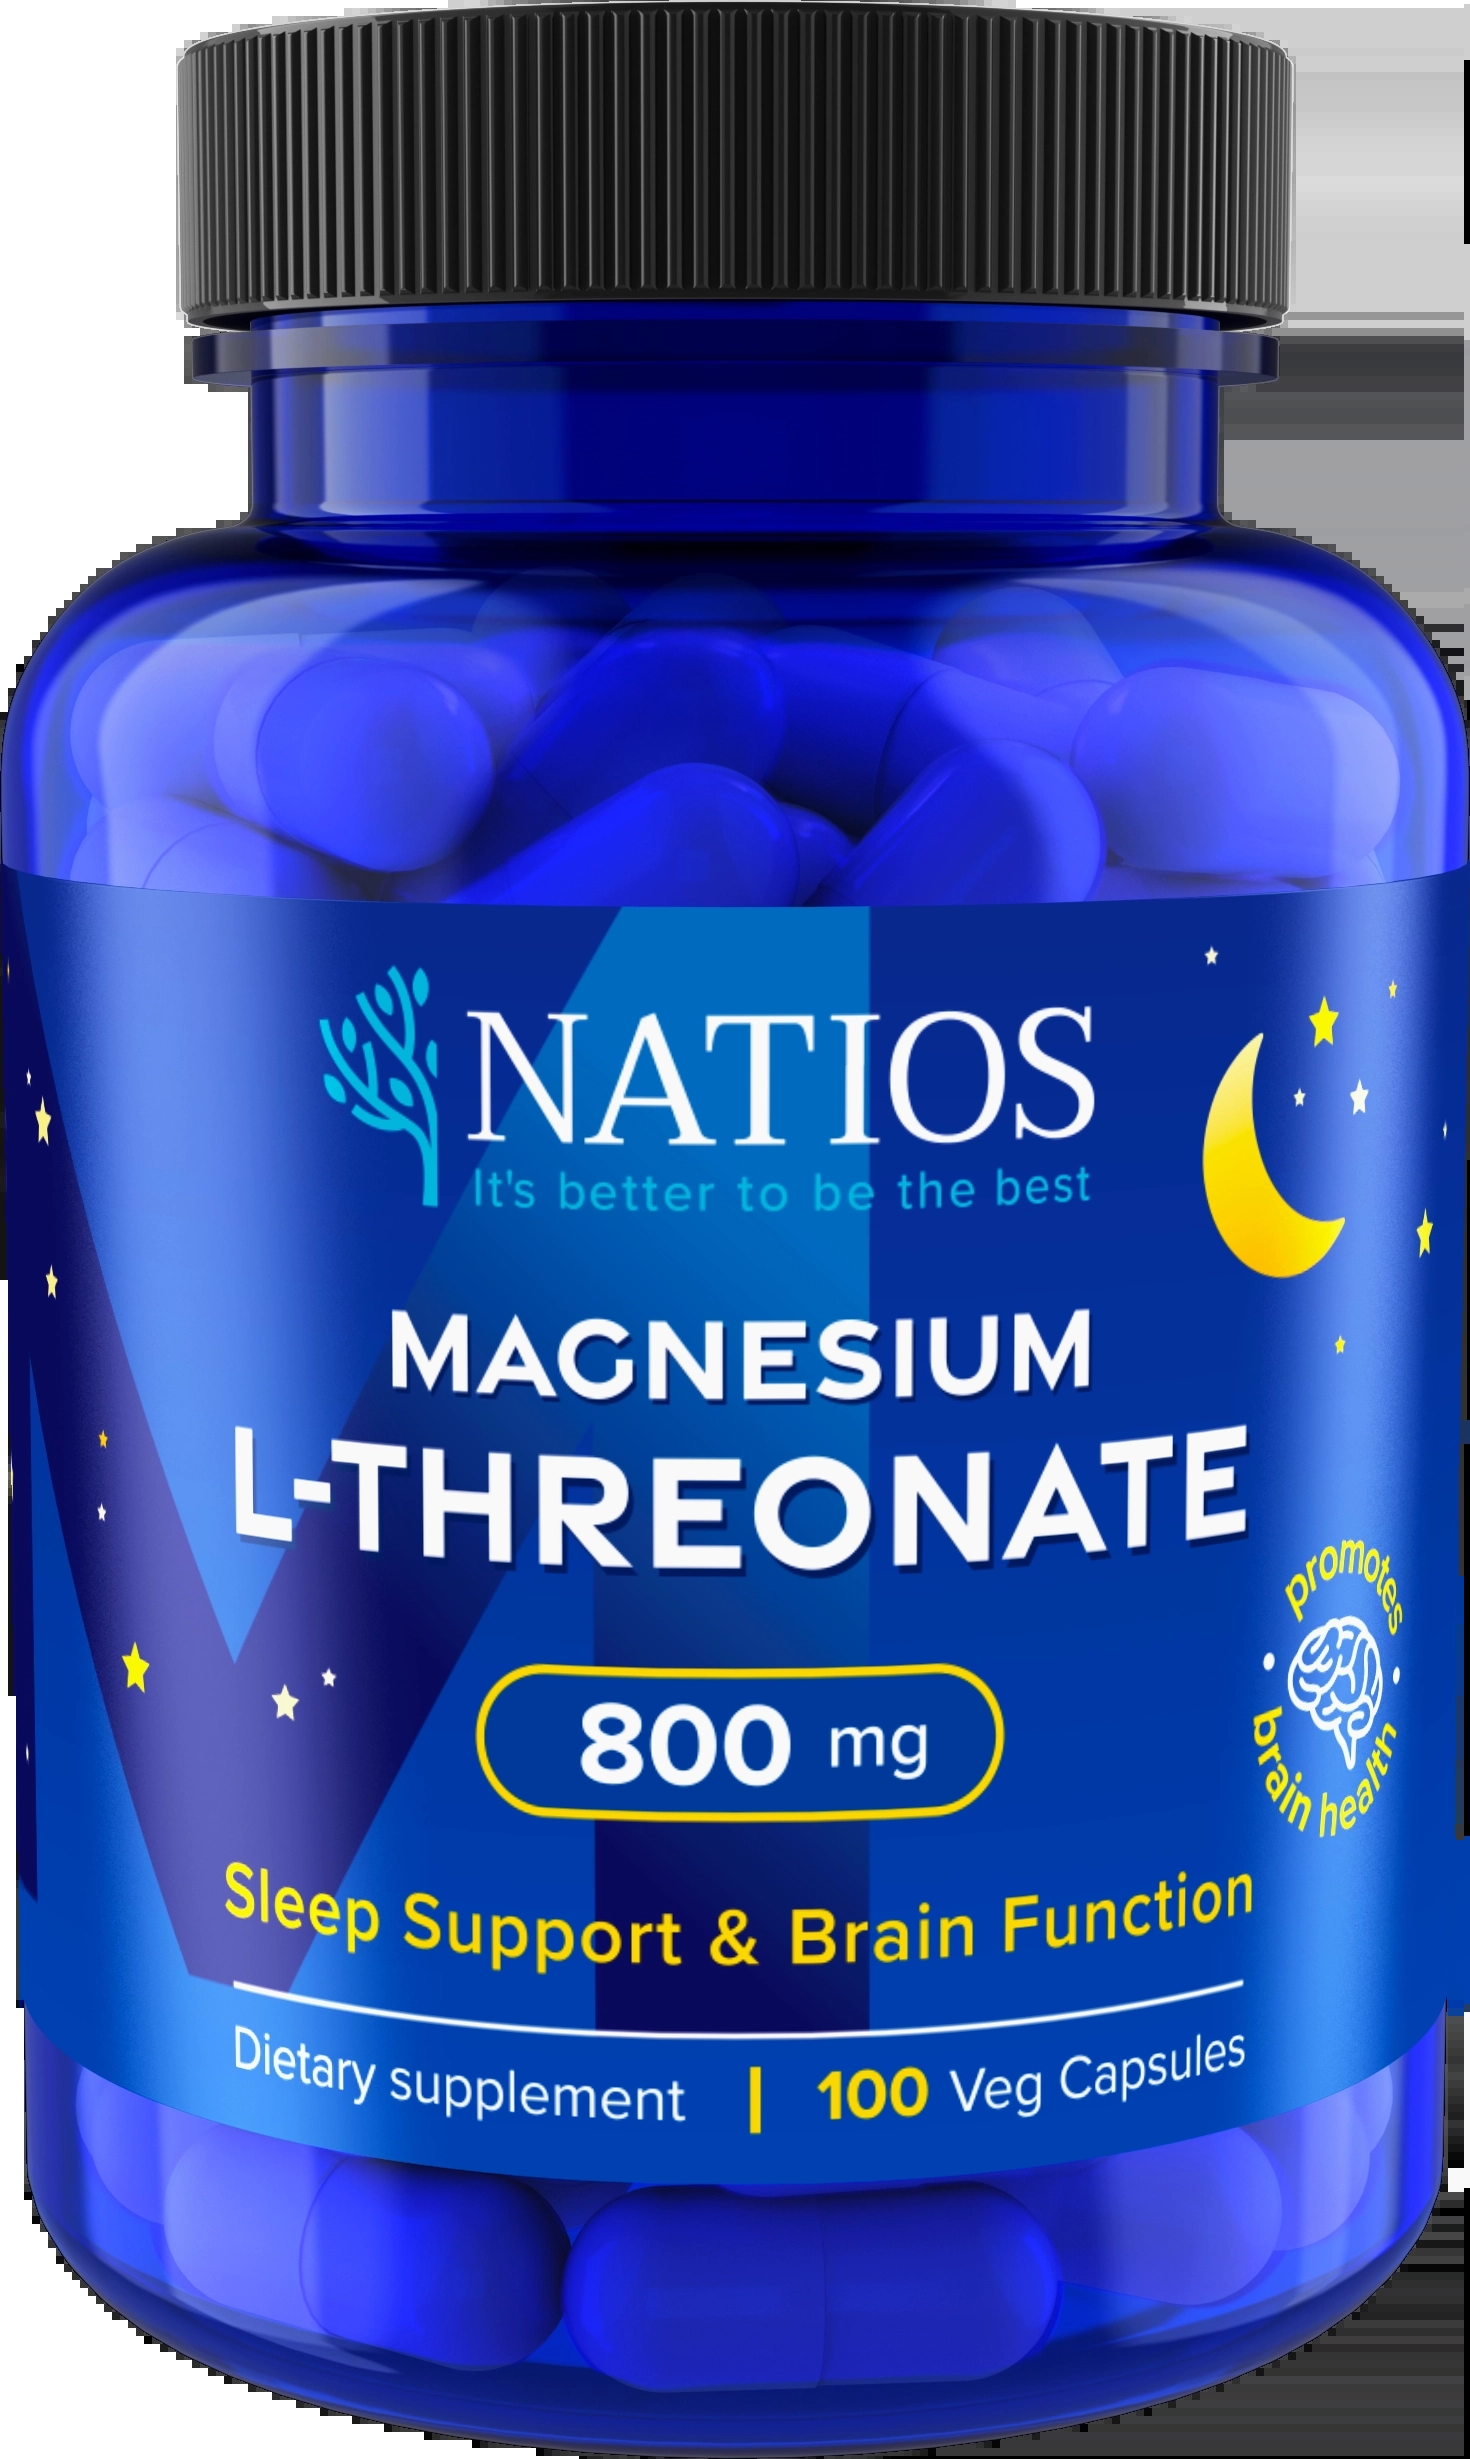 NATIOS
It's better to be the best
MAGNESIUM
L-THREONATE
promotes
brain health
800 mg
Sleep Support & Brain Function
Dietary supplement | 100 Veg Capsules